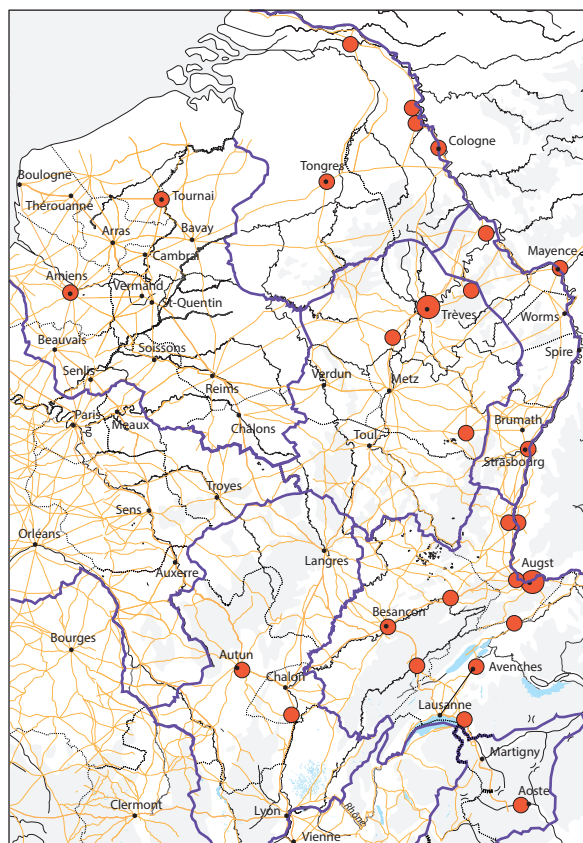 Cologne
Tongres
Boulogne
Thérouanne
Tournai
Arras
Bavay
Cambrai
Mayence
Amiens
Vermand
St-Quentin
Trèves
Worms
Beauvais
Soissons
Spire
Senlis
Reims
Verdun
Metz
Paris
Meaux
Châlons
Brumath
Toul
Strasbourg
Troyes
Sens
Orléans
Langres
Auxerre
Augst
Besançon
Bourges
Autun
Avenches
Chalon
Lausanne
Martigny
Aoste
Clermont
Lyon
Rhône
Vienne